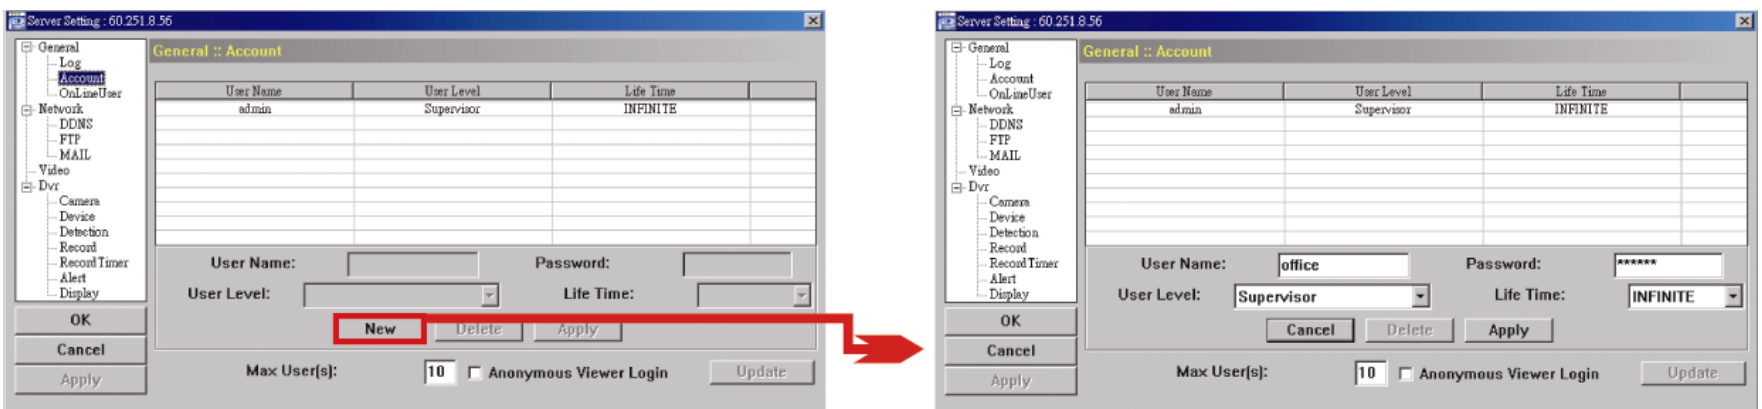 Server Setting : 60.251.8.56
General
Log
Account
OnLineUser
Network
DDNS
FTP
MAIL
Video
Dvr
Camera
Device
Detection
Record
RecordTimer
Alert
Display
OK
Cancel
Apply
General :: Account
User Name User Level Life Time
admin Supervisor INFINITE
User Name: Password:
User Level: Life Time:
New Delete Apply
Max User(s): 10 Anonymous Viewer Login Update
Server Setting : 60.251.8.56
General
Log
Account
OnLineUser
Network
DDNS
FTP
MAIL
Video
Dvr
Camera
Device
Detection
Record
RecordTimer
Alert
Display
OK
Cancel
Apply
General :: Account
User Name User Level Life Time
admin Supervisor INFINITE
User Name: office Password: ******
User Level: Supervisor Life Time: INFINITE
Cancel Delete Apply
Max User(s): 10 Anonymous Viewer Login Update